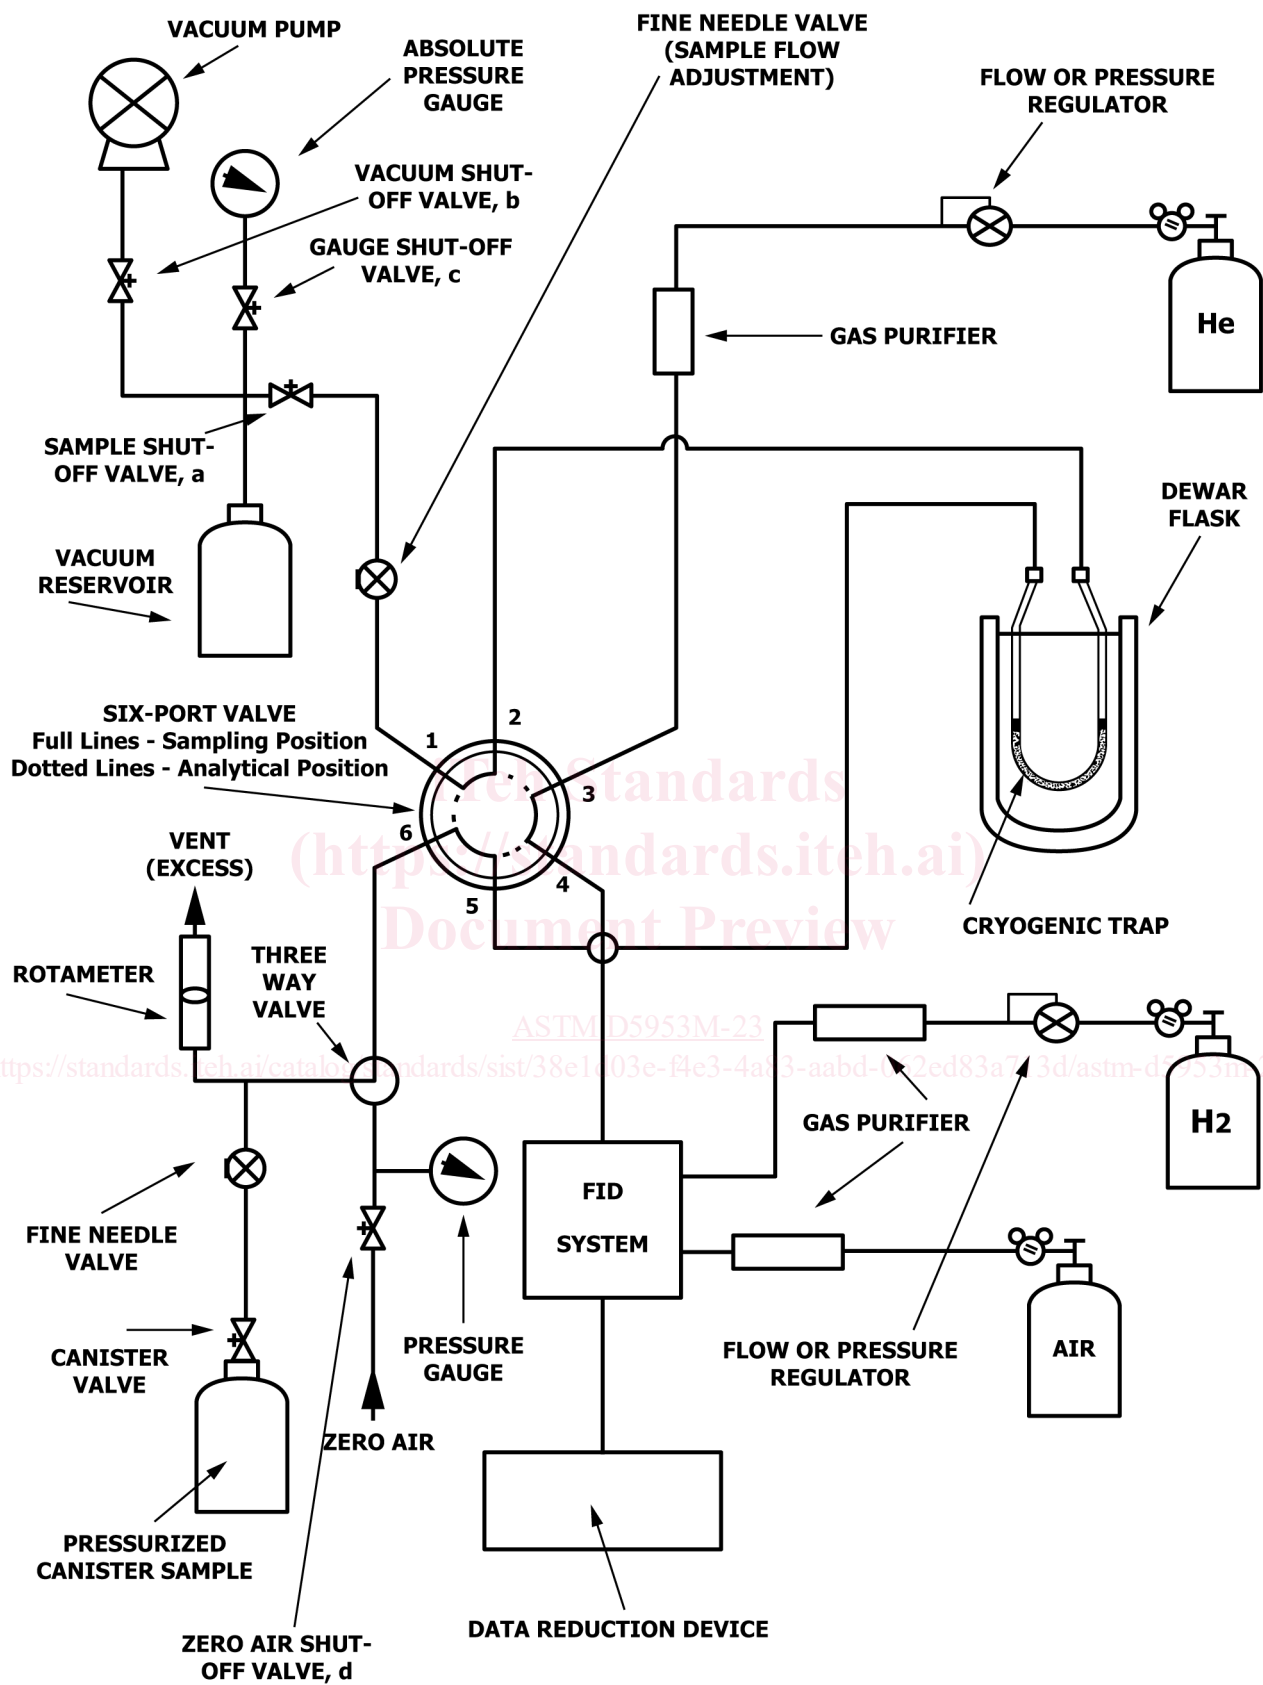 VACUUM PUMP
ABSOLUTE
PRESSURE
GAUGE
FINE NEEDLE VALVE
(SAMPLE FLOW
ADJUSTMENT)
FLOW OR PRESSURE
REGULATOR
VACUUM SHUT-
OFF VALVE, b
GAUGE SHUT-OFF
VALVE, c
He
GAS PURIFIER
SAMPLE SHUT-
OFF VALVE, a
DEWAR
FLASK
VACUUM
RESERVOIR
SIX-PORT VALVE
Full Lines - Sampling Position
Dotted Lines - Analytical Position
1
2
3
4
5
6
iTeh Standards
(https://standards.iteh.ai)
Document Preview
VENT
(EXCESS)
CRYOGENIC TRAP
ROTAMETER
THREE
WAY
VALVE
ASTM D5953M-23
GAS PURIFIER
H2
FID
SYSTEM
FINE NEEDLE
VALVE
CANISTER
VALVE
PRESSURE
GAUGE
FLOW OR PRESSURE
REGULATOR
AIR
ZERO AIR
PRESSURIZED
CANISTER SAMPLE
DATA REDUCTION DEVICE
ZERO AIR SHUT-
OFF VALVE, d